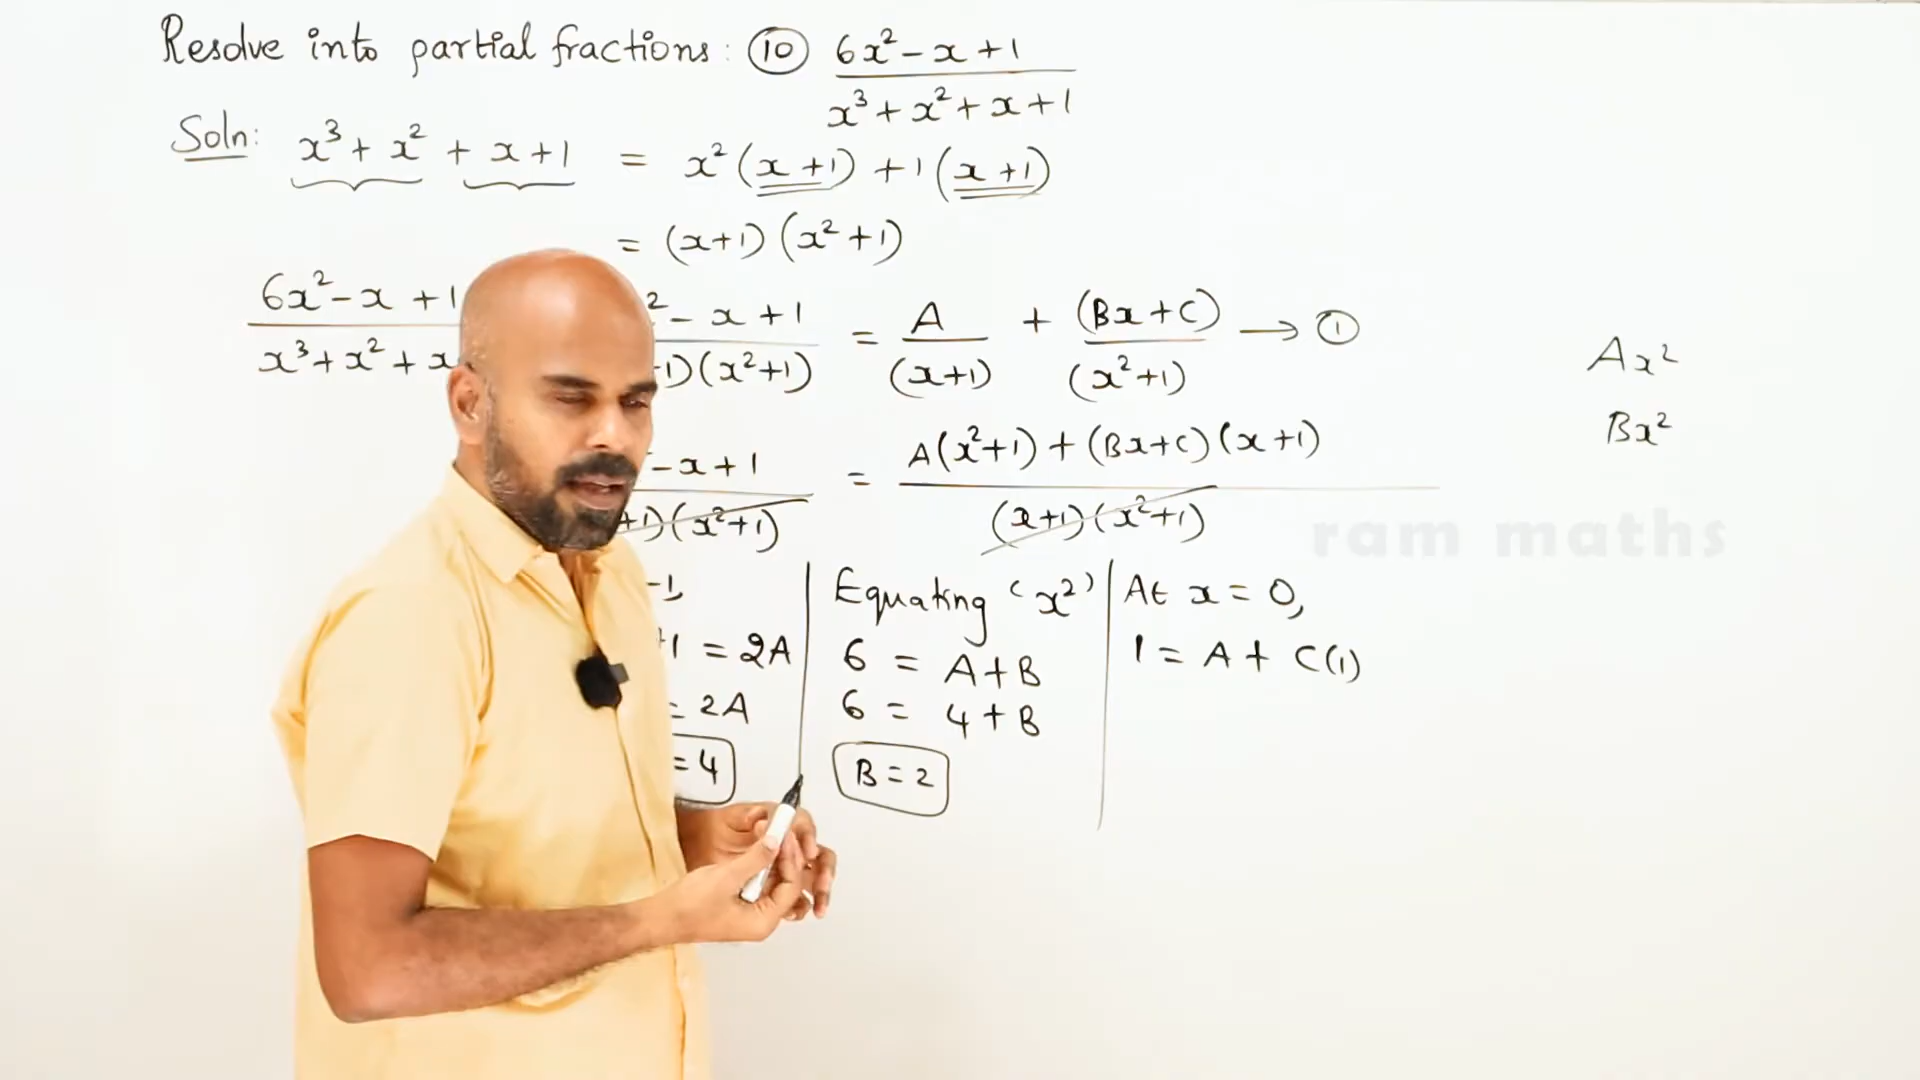 Resolve into partial fractions: (10) 6x² - x + 1
x³ + x² + x + 1
Soln: x³ + x² + x + 1 = x² (x + 1) + 1 (x + 1)
= (x+1) (x² + 1)
6x² - x + 1
x³ + x² + x
² - x + 1
1)(x²+1)
= A/(x+1) + (Bx + C)/(x²+1) → ①
Ax²
Bx²
- x + 1
+1)(x²+1)
= A(x²+1) + (Bx+C)(x+1)
(x+1)(x²+1)
ram maths
-1
+1 = 2A
= 2A
= 4
Equating 'x²'
6 = A+B
6 = 4 + B
B = 2
At x = 0,
1 = A + C(1)